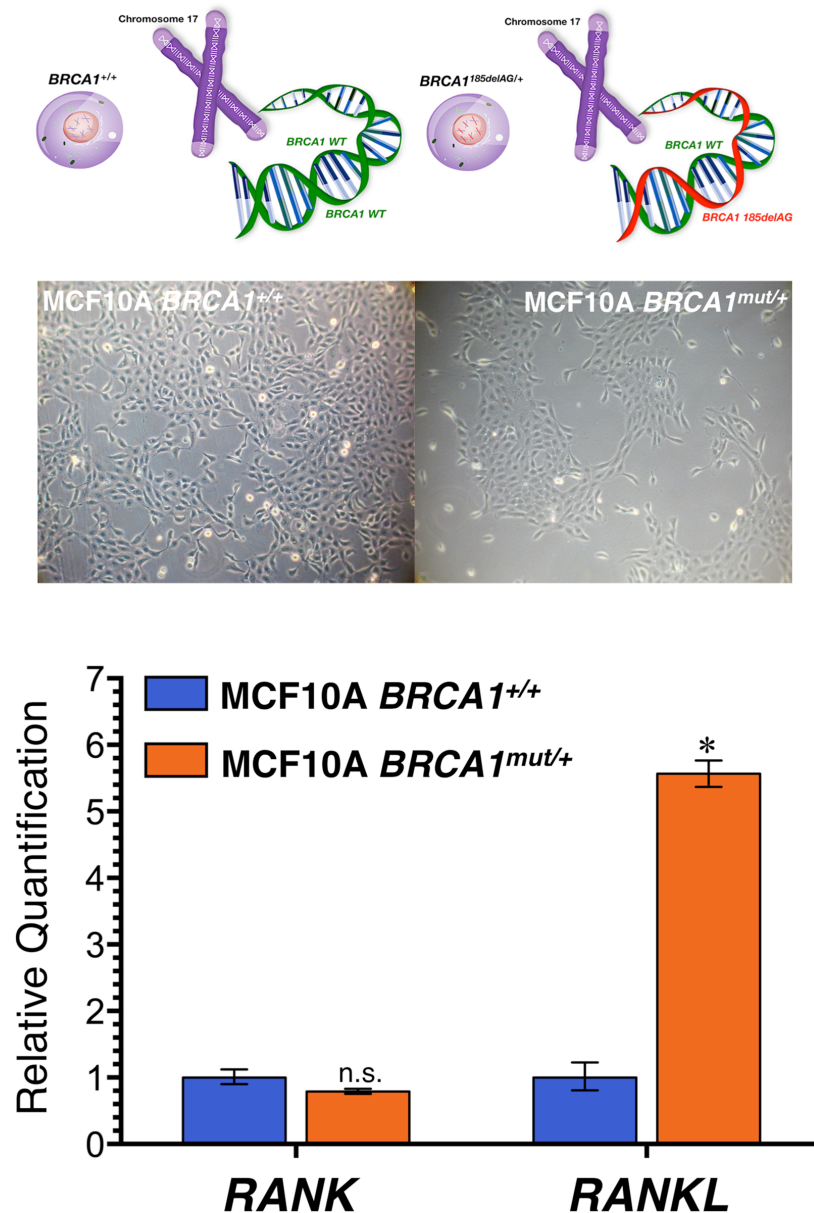 Chromosome 17
BRCA1+/+
BRCA1 WT
BRCA1 WT
Chromosome 17
BRCA1185delAG/+
BRCA1 WT
BRCA1 185delAG
MCF10A BRCA1+/+
MCF10A BRCA1mut/+
Relative Quantification
7
6
5
4
3
2
1
0
MCF10A BRCA1+/+
MCF10A BRCA1mut/+
n.s.
*
RANK
RANKL